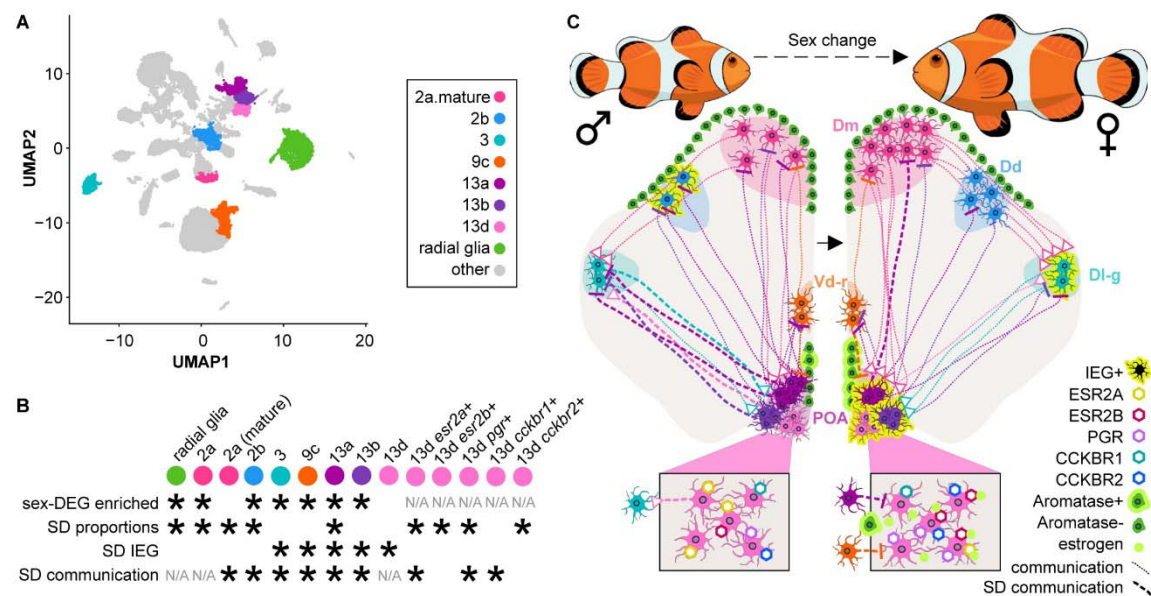 A
UMAP2
10
0
−10
−20
−10
0
10
20
UMAP1
2a.mature
2b
3
9c
13a
13b
13d
radial glia
other
B
radial glia
2a
2a (mature)
2b
3
9c
13a
13b
13d
13d esr2a+
13d esr2b+
13d pgr+
13d cckbr1+
13d cckbr2+
sex-DEG enriched * * * * * * * N/A N/A N/A N/A N/A
SD proportions * * * * * * * * *
SD IEG * * * * *
SD communication N/A N/A * * * * * * N/A * * *
C
Sex change
♂
♀
Dm
Dd
Dl-g
Vd-r
POA
IEG+
ESR2A
ESR2B
PGR
CCKBR1
CCKBR2
Aromatase+
Aromatase-
estrogen
communication
SD communication